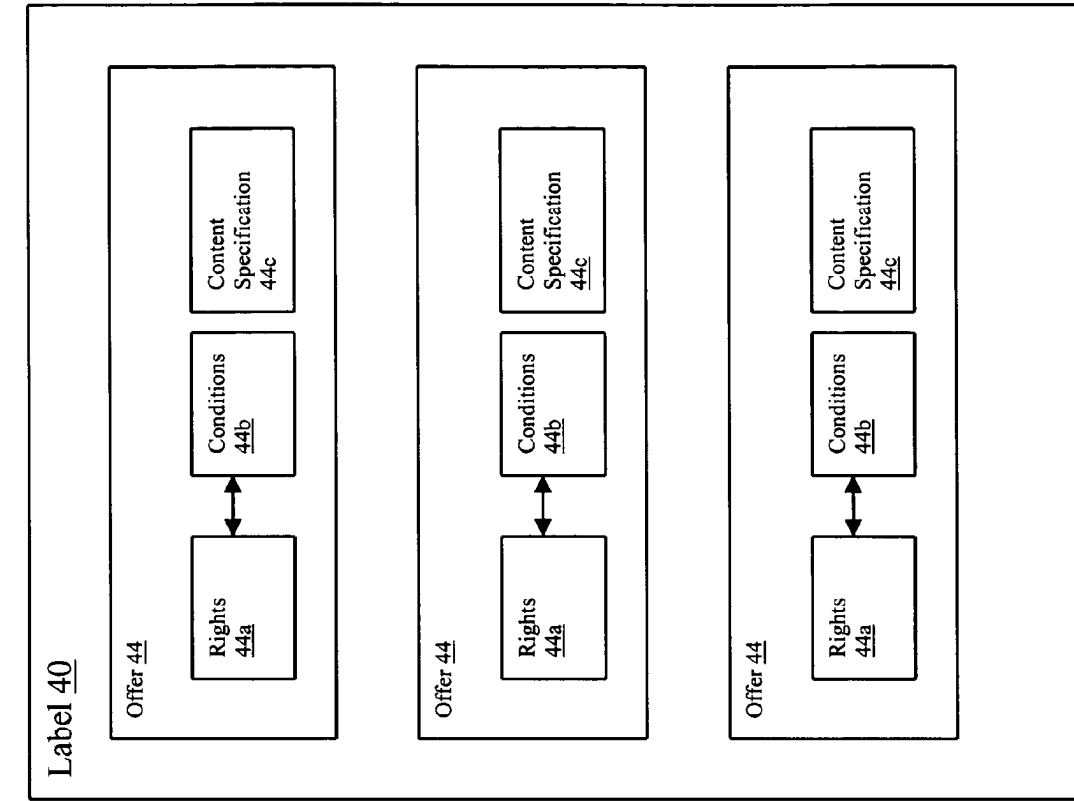 Label 40
Offer 44
Rights
44a
Conditions
44b
Content
Specification
44c
Offer 44
Rights
44a
Conditions
44b
Content
Specification
44c
Offer 44
Rights
44a
Conditions
44b
Content
Specification
44c